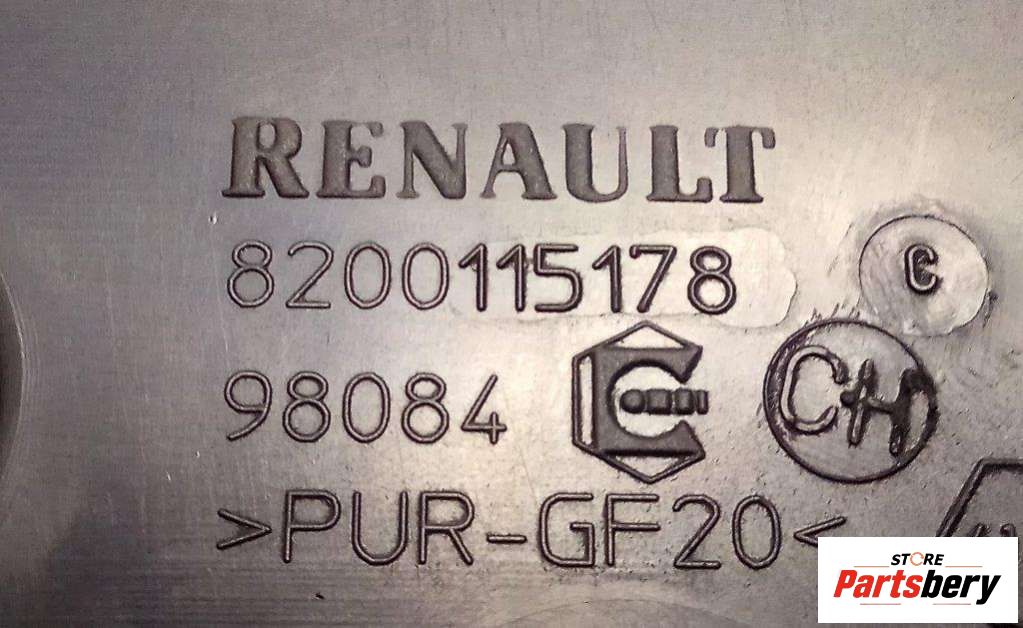 RENAULT
8200115178
C
98084
CH
>PUR-GF20<
STORE
Partsbery